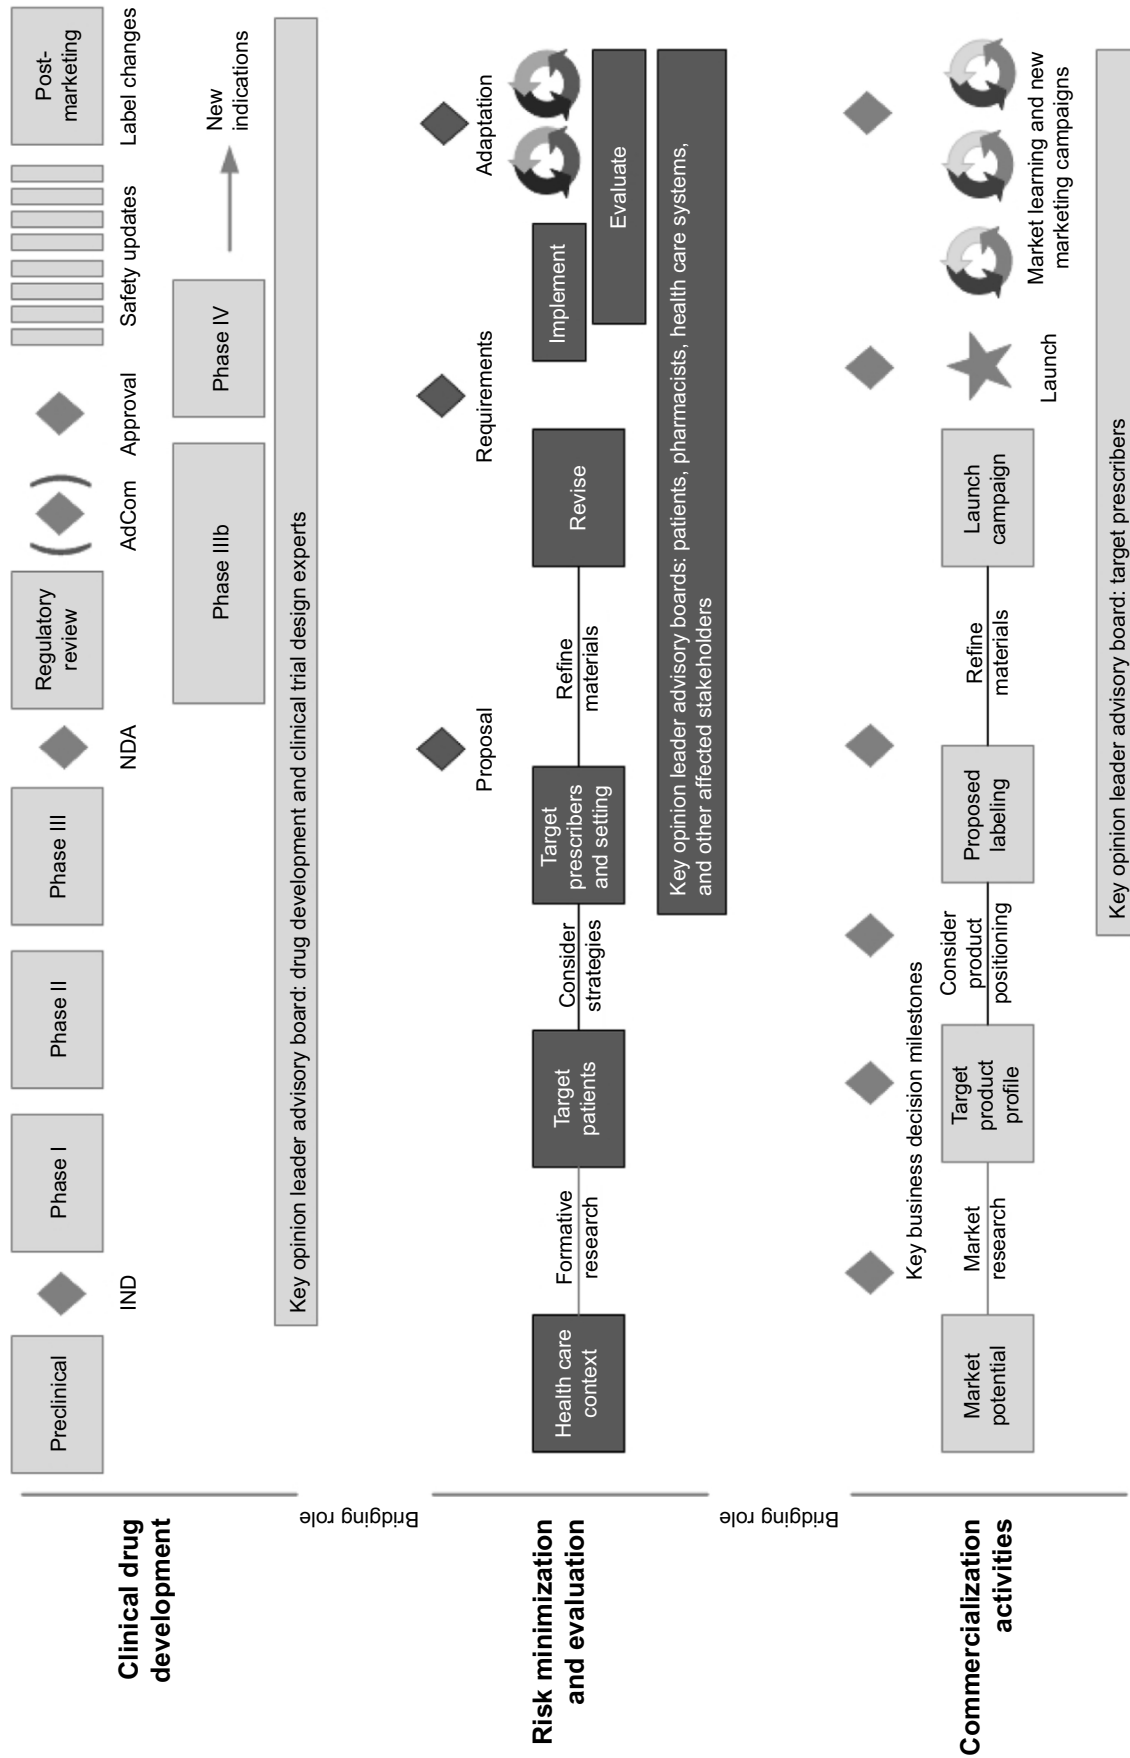 Clinical drug
development
Preclinical
IND
Phase I
Phase II
Phase III
NDA
Regulatory
review
AdCom
Approval
Safety updates
Post-
marketing
Label changes
Phase IIIb
Phase IV
New
indications
Key opinion leader advisory board: drug development and clinical trial design experts
Bridging role
Risk minimization
and evaluation
Proposal
Requirements
Adaptation
Health care
context
Formative
research
Target
patients
Consider
strategies
Target
prescribers
and setting
Refine
materials
Revise
Implement
Evaluate
Key opinion leader advisory boards: patients, pharmacists, health care systems,
and other affected stakeholders
Bridging role
Commercialization
activities
Key business decision milestones
Market
potential
Market
research
Target
product
profile
Consider
product
positioning
Proposed
labeling
Refine
materials
Launch
campaign
Launch
Market learning and new
marketing campaigns
Key opinion leader advisory board: target prescribers